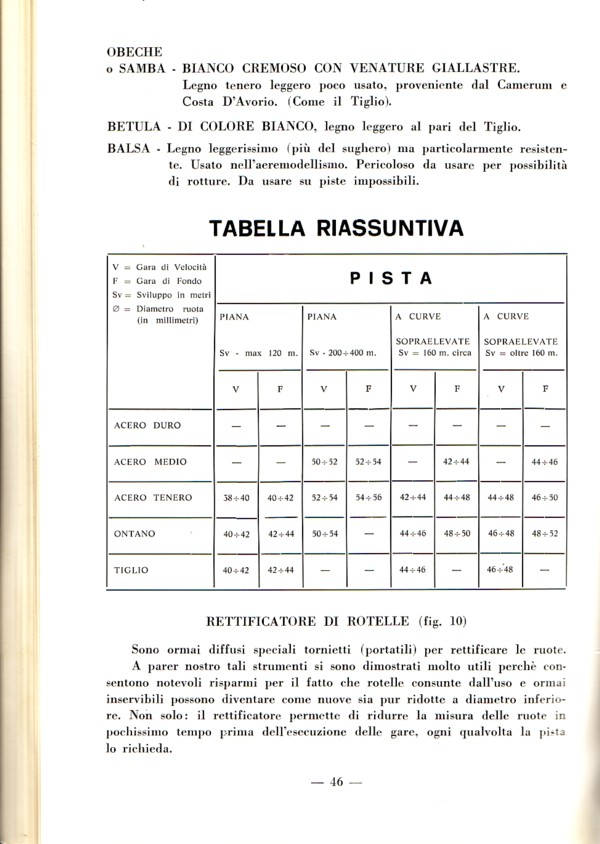 OBECHE
o SAMBA - BIANCO CREMOSO CON VENATURE GIALLASTRE.
Legno tenero leggero poco usato, proveniente dal Camerum e
Costa D'Avorio. (Come il Tiglio).
BETULA - DI COLORE BIANCO, legno leggero al pari del Tiglio.
BALSA - Legno leggerissimo (più del sughero) ma particolarmente resisten-
te. Usato nell'aeremodellismo. Pericoloso da usare per possibilità
di rotture. Da usare su piste impossibili.
TABELLA RIASSUNTIVA
V = Gara di Velocità
F = Gara di Fondo
Sv = Sviluppo in metri
Ø = Diametro ruota
(in millimetri)
PISTA
PIANA PIANA A CURVE A CURVE
SOPRAELEVATE SOPRAELEVATE
Sv - max 120 m. Sv - 200÷400 m. Sv = 160 m. circa Sv = oltre 160 m.
V F V F V F V F
ACERO DURO — — — — — — — —
ACERO MEDIO — — 50÷52 52÷54 — 42÷44 — 44÷46
ACERO TENERO 38÷40 40÷42 52÷54 54÷56 42÷44 44÷48 44÷48 46÷50
ONTANO 40÷42 42÷44 50÷54 — 44÷46 48÷50 46÷48 48÷52
TIGLIO 40÷42 42÷44 — — 44÷46 — 46÷48 —
RETTIFICATORE DI ROTELLE (fig. 10)
Sono ormai diffusi speciali tornietti (portatili) per rettificare le ruote.
A parer nostro tali strumenti si sono dimostrati molto utili perchè con-
sentono notevoli risparmi per il fatto che rotelle consunte dall'uso e ormai
inservibili possono diventare come nuove sia pur ridotte a diametro inferio-
re. Non solo: il rettificatore permette di ridurre la misura delle ruote in
pochissimo tempo prima dell'esecuzione delle gare, ogni qualvolta la pista
lo richieda.
— 46 —